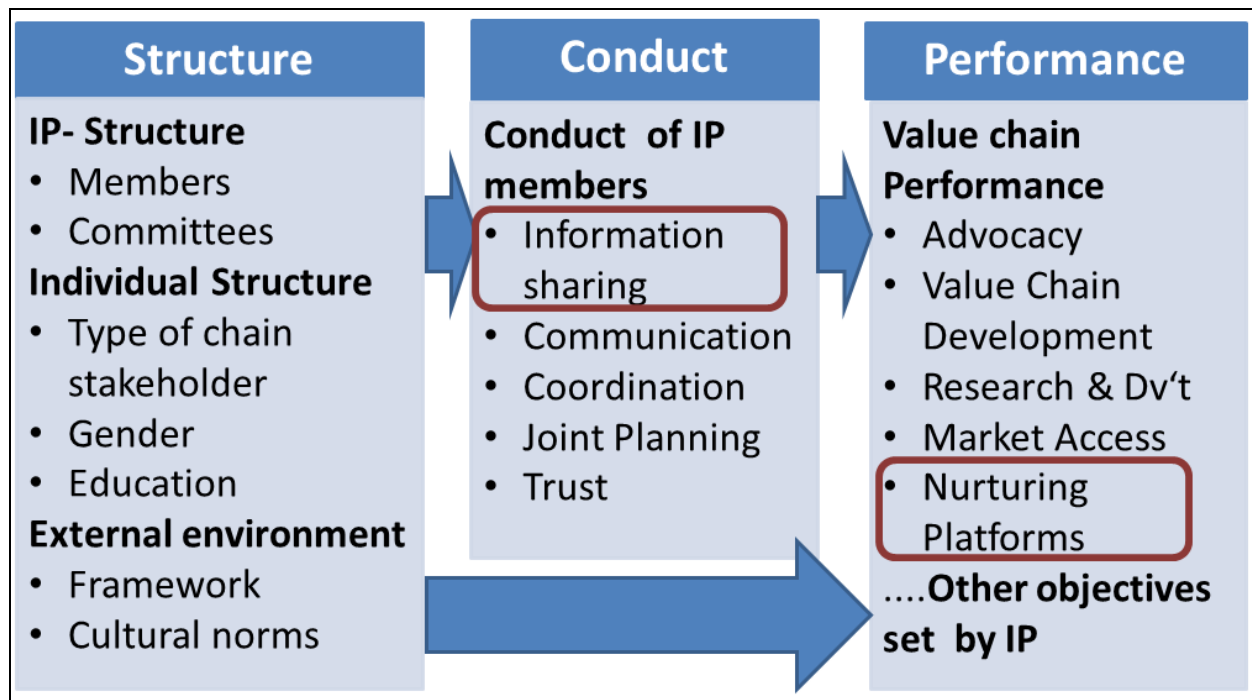 Structure
IP- Structure
• Members
• Committees
Individual Structure
• Type of chain
stakeholder
• Gender
• Education
External environment
• Framework
• Cultural norms
Conduct
Conduct of IP
members
• Information
sharing
• Communication
• Coordination
• Joint Planning
• Trust
Performance
Value chain
Performance
• Advocacy
• Value Chain
Development
• Research & Dv‘t
• Market Access
• Nurturing
Platforms
....Other objectives
set by IP